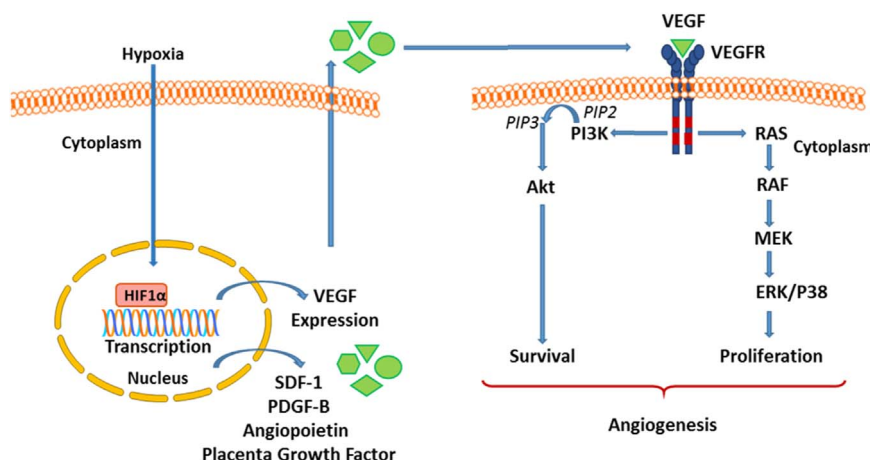 Hypoxia
Cytoplasm
HIF1α
Transcription
Nucleus
VEGF
Expression
SDF-1
PDGF-B
Angiopoietin
Placenta Growth Factor
VEGF
VEGFR
PIP3
PIP2
PI3K
RAS
Cytoplasm
Akt
RAF
MEK
ERK/P38
Survival
Proliferation
Angiogenesis